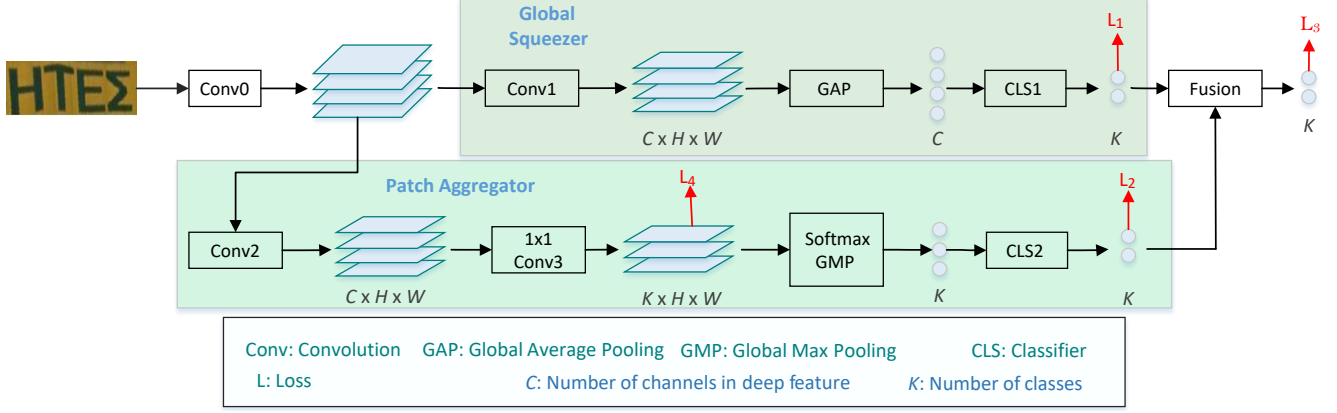 Global
Squeezer
L₁
L₃
ΗΤΕΣ
Conv0
Conv1
GAP
CLS1
Fusion
C x H x W
C
K
K
Patch Aggregator
L₄
L₂
Conv2
1x1
Conv3
Softmax
GMP
CLS2
C x H x W
K x H x W
K
K
Conv: Convolution GAP: Global Average Pooling GMP: Global Max Pooling CLS: Classifier
L: Loss C: Number of channels in deep feature K: Number of classes